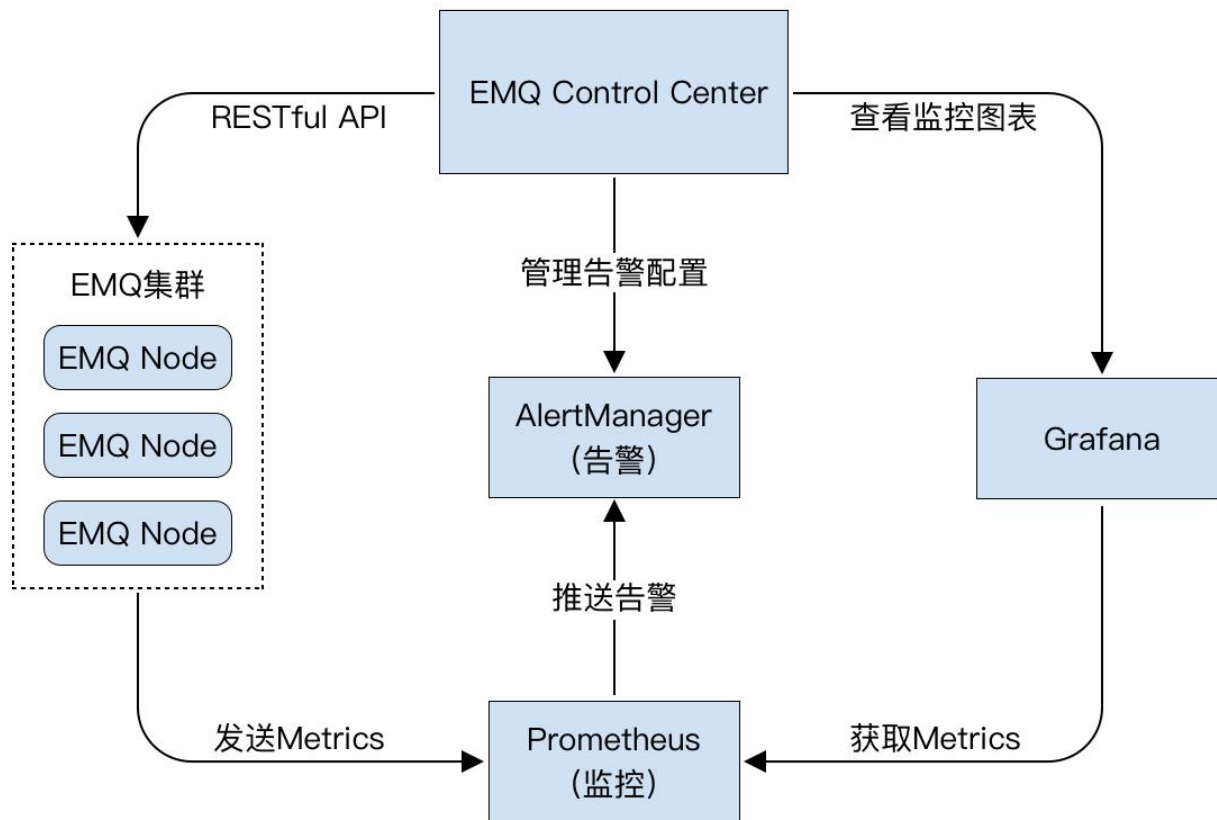 EMQ Control Center
RESTful API
查看监控图表
管理告警配置
EMQ集群
EMQ Node
EMQ Node
EMQ Node
AlertManager
(告警)
Grafana
推送告警
发送Metrics
Prometheus
(监控)
获取Metrics